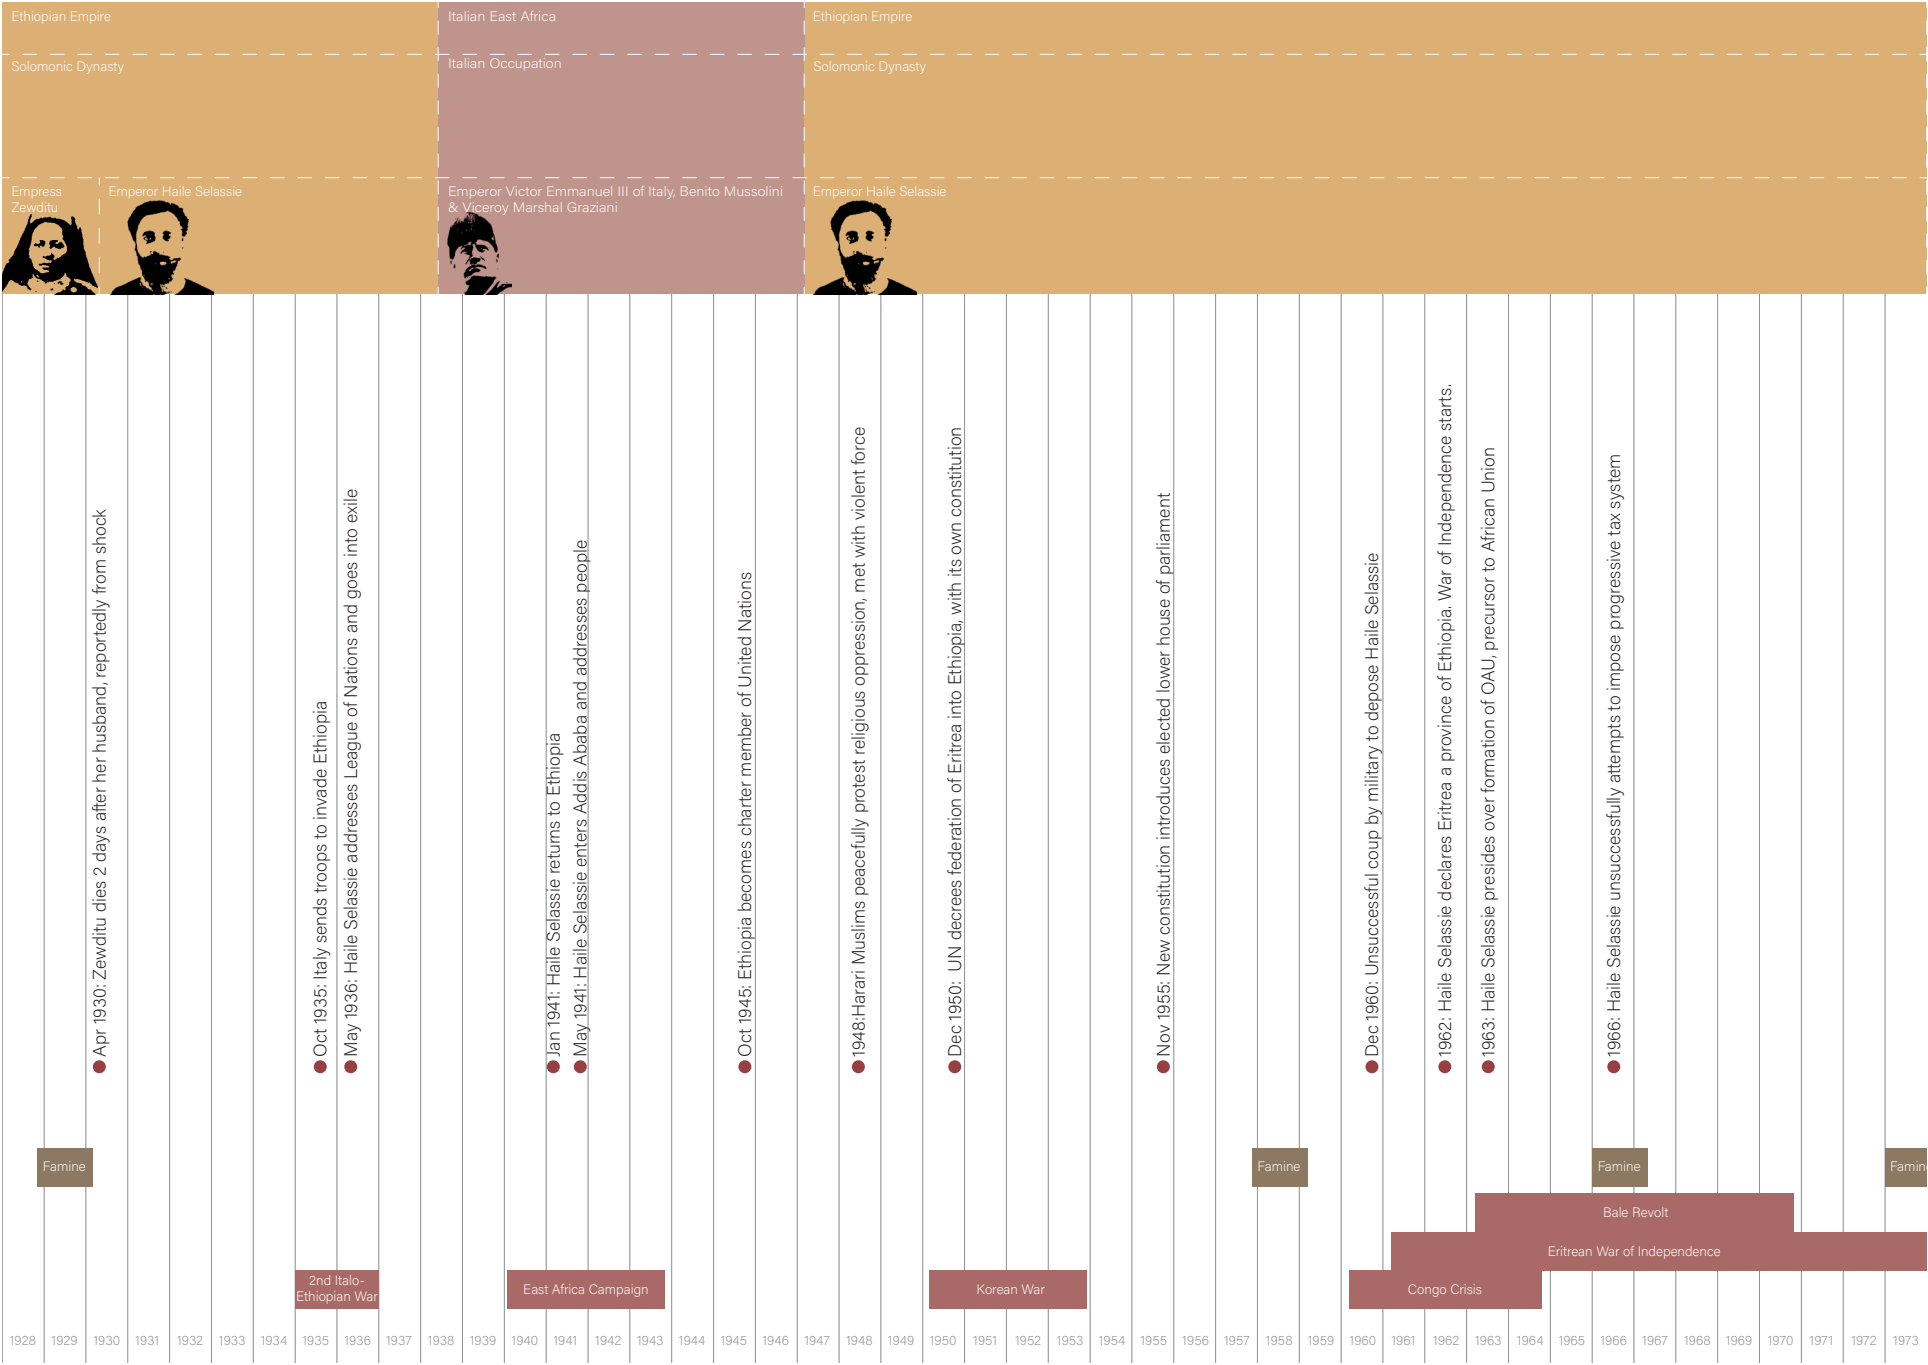 Ethiopian Empire
Italian East Africa
Ethiopian Empire
Solomonic Dynasty
Italian Occupation
Solomonic Dynasty
Empress
Zewditu
Emperor Haile Selassie
Emperor Victor Emmanuel III of Italy, Benito Mussolini
& Viceroy Marshal Graziani
Emperor Haile Selassie
Apr 1930: Zewditu dies 2 days after her husband, reportedly from shock
Oct 1935: Italy sends troops to invade Ethiopia
May 1936: Haile Selassie addresses League of Nations and goes into exile
Jan 1941: Haile Selassie returns to Ethiopia
May 1941: Haile Selassie enters Addis Ababa and addresses people
Oct 1945: Ethiopia becomes charter member of United Nations
1948:Harari Muslims peacefully protest religious oppression, met with violent force
Dec 1950: UN decrees federation of Eritrea into Ethiopia, with its own constitution
Nov 1955: New constitution introduces elected lower house of parliament
Dec 1960: Unsuccessful coup by military to depose Haile Selassie
1962: Haile Selassie declares Eritrea a province of Ethiopia. War of Independence starts.
1963: Haile Selassie presides over formation of OAU, precursor to African Union
1966: Haile Selassie unsuccessfully attempts to impose progressive tax system
Famine
Famine
Famine
Famin
Bale Revolt
Eritrean War of Independence
2nd Italo-
Ethiopian War
East Africa Campaign
Korean War
Congo Crisis
1928 1929 1930 1931 1932 1933 1934 1935 1936 1937 1938 1939 1940 1941 1942 1943 1944 1945 1946 1947 1948 1949 1950 1951 1952 1953 1954 1955 1956 1957 1958 1959 1960 1961 1962 1963 1964 1965 1966 1967 1968 1969 1970 1971 1972 1973